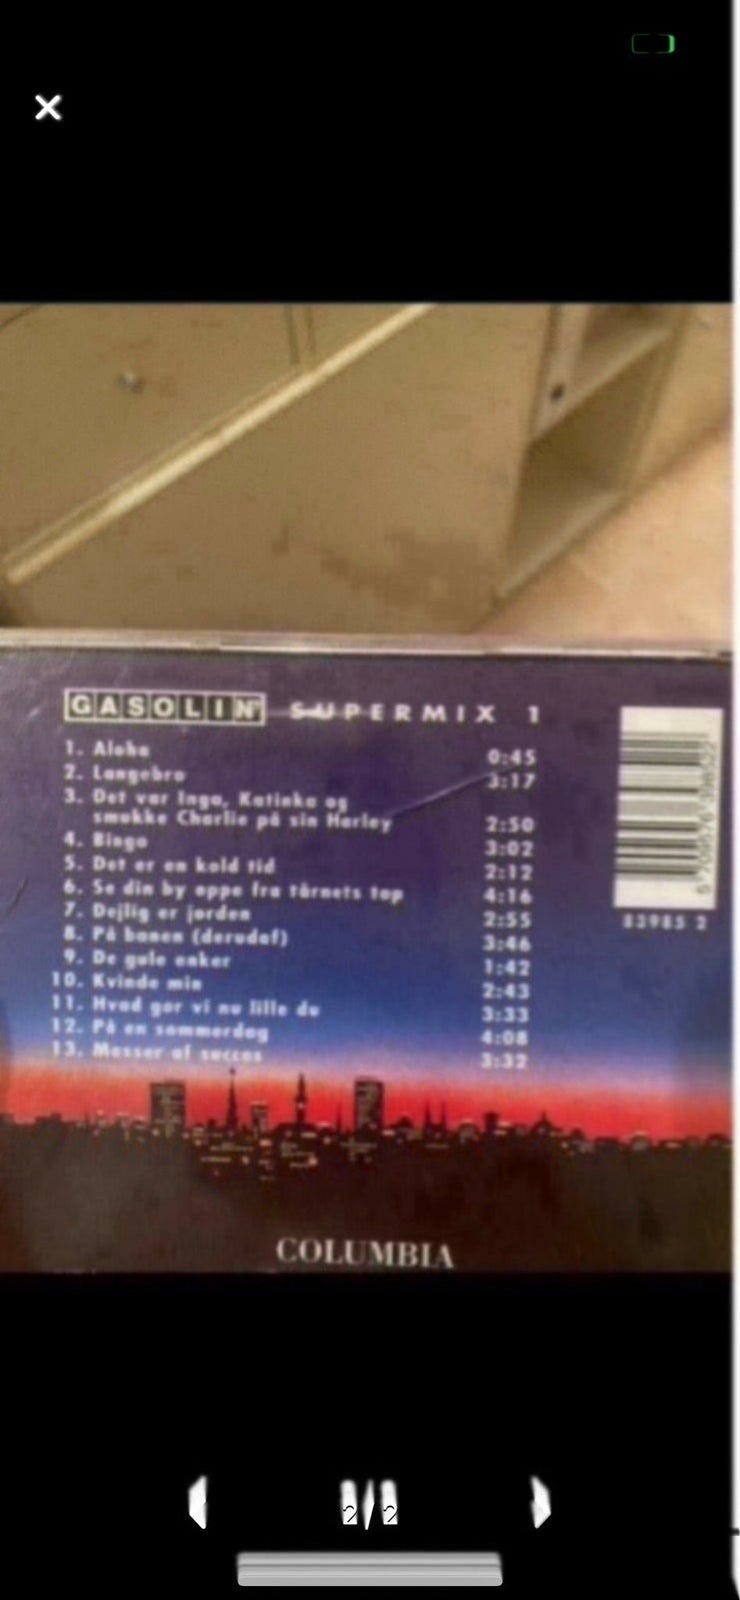 GASOLIN' SUPERMIX 1
1. Aloha 0:45
2. Langebro 3:17
3. Det var Inga, Katinka og
smukke Charlie på sin Harley 2:50
4. Bingo 3:02
5. Det er en kold tid 2:12
6. Se din by oppe fra tårnets top 4:16
7. Dejlig er jorden 2:55
8. På banen (derudaf) 3:46
9. De gule enker 1:42
10. Kvinde min 2:43
11. Hvad gør vi nu lille du 3:33
12. På en sommerdag 4:08
13. Masser af succes 3:32
83985 2
COLUMBIA
2/2